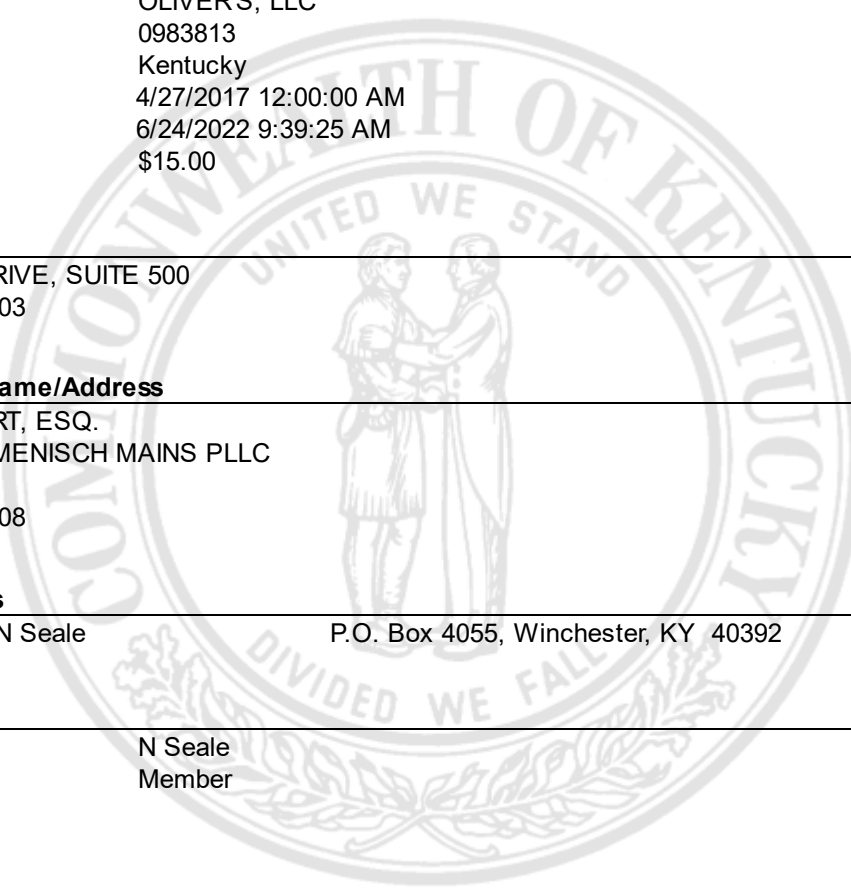 OLIVER'S, LLC
0983813
Kentucky
4/27/2017 12:00:00 AM
6/24/2022 9:39:25 AM
$15.00
RIVE, SUITE 500
03
ame/Address
RT, ESQ.
MENISCH MAINS PLLC
08
s
N Seale P.O. Box 4055, Winchester, KY 40392
N Seale
Member
COMMONWEALTH OF KENTUCKY
UNITED WE STAND
DIVIDED WE FALL